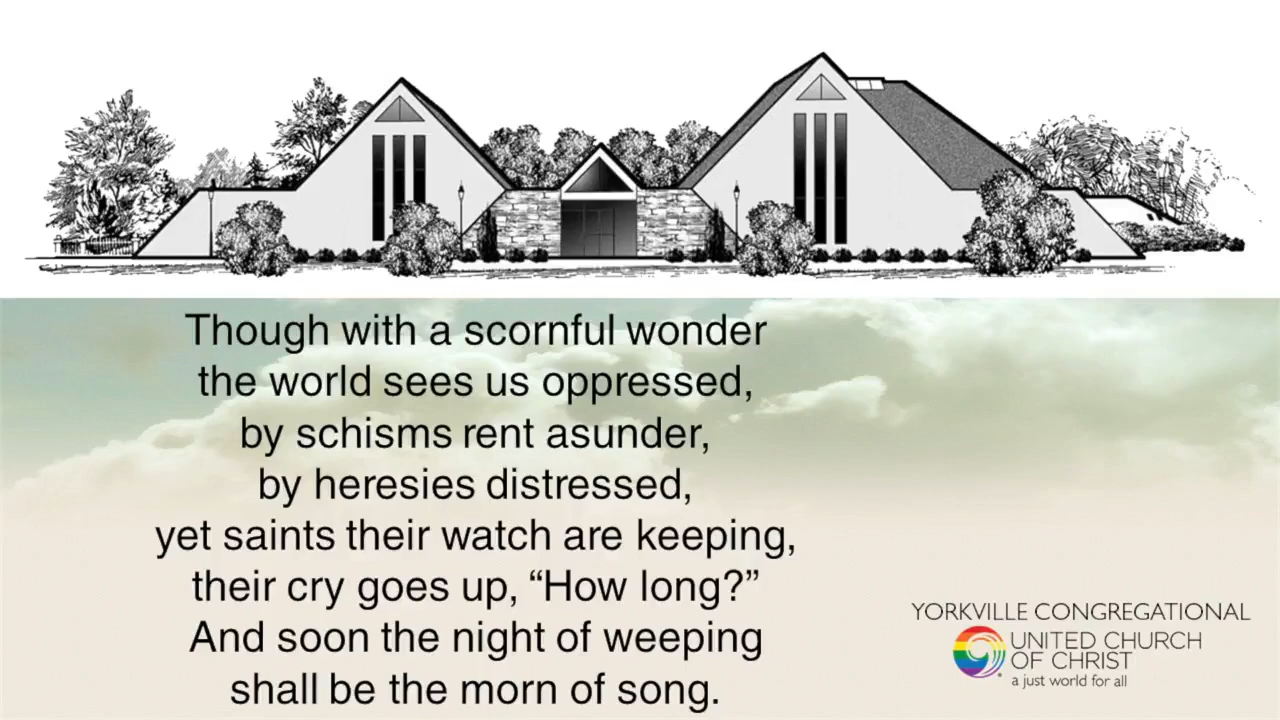 Though with a scornful wonder
the world sees us oppressed,
by schisms rent asunder,
by heresies distressed,
yet saints their watch are keeping,
their cry goes up, “How long?”
And soon the night of weeping
shall be the morn of song.
YORKVILLE CONGREGATIONAL
UNITED CHURCH
OF CHRIST
a just world for all